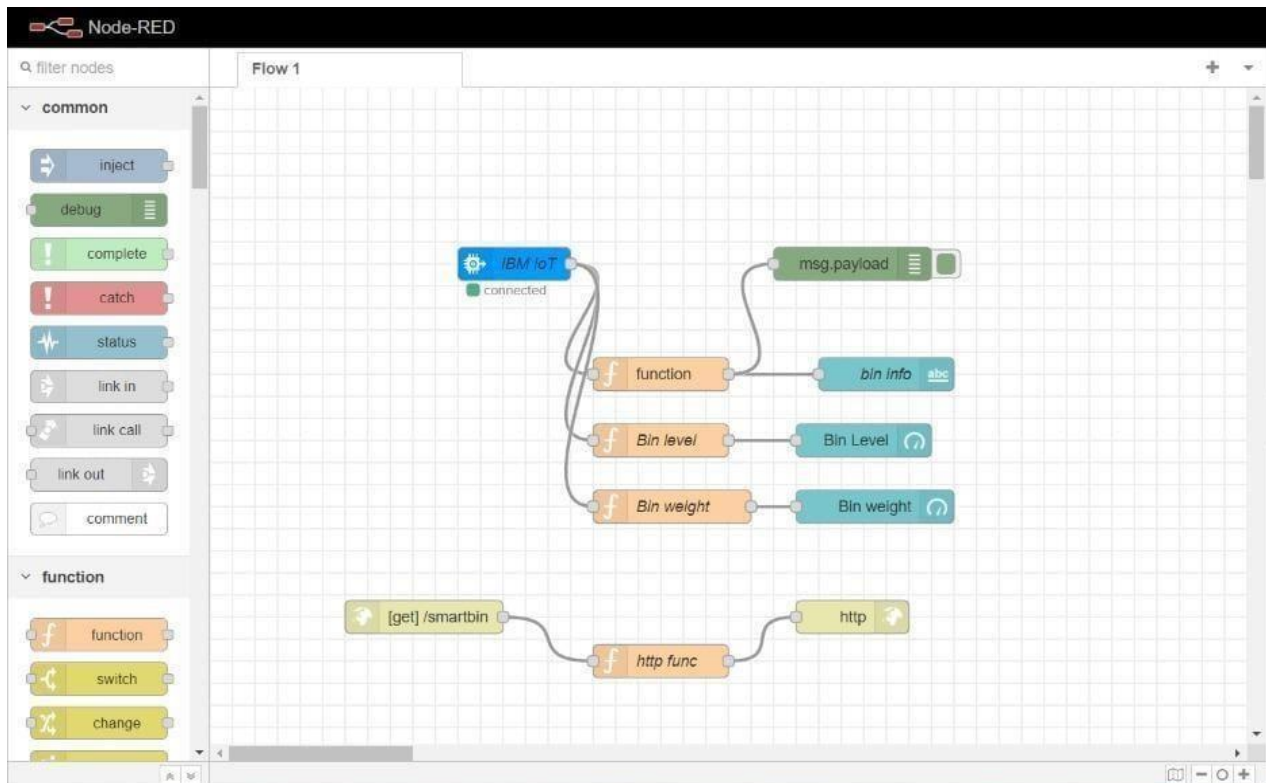 Node-RED
filter nodes
Flow 1
common
inject
debug
complete
catch
status
link in
link call
link out
comment
function
function
switch
change
IBM IoT
connected
msg.payload
function
bin info
abc
Bin level
Bin Level
Bin weight
Bin weight
[get] /smartbin
http
http func